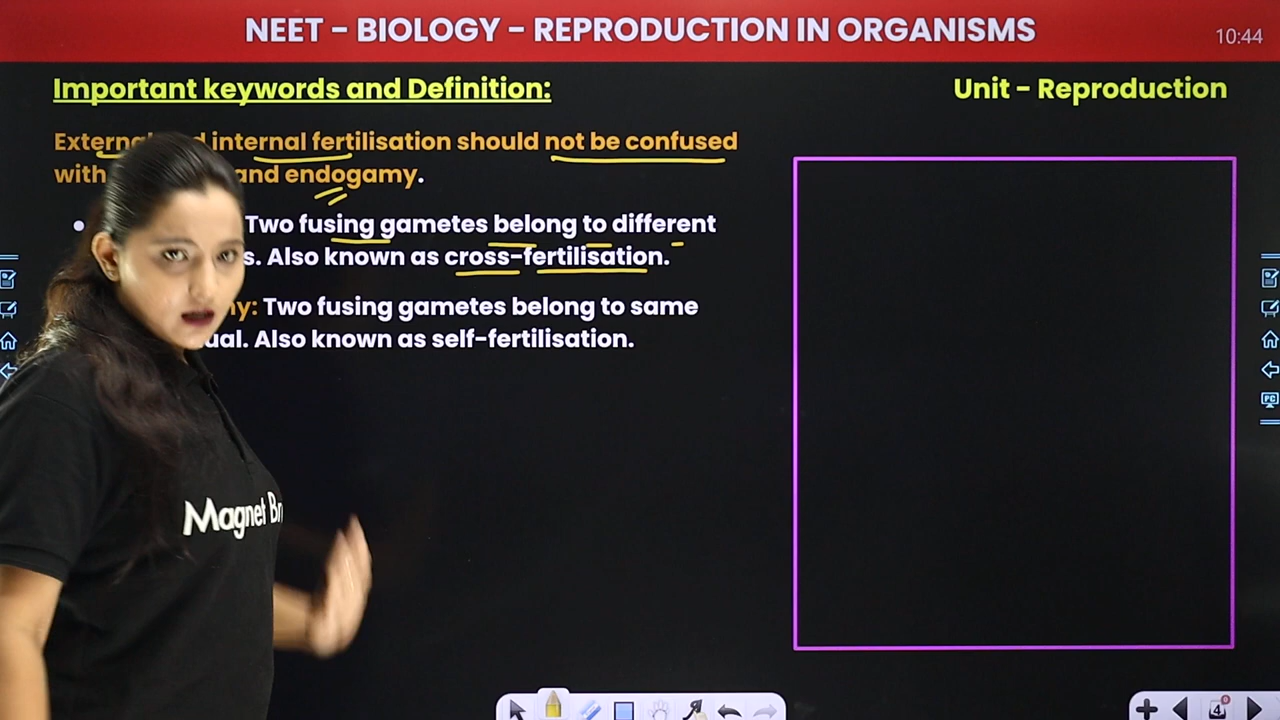 NEET - BIOLOGY - REPRODUCTION IN ORGANISMS
10:44
Important keywords and Definition:
Unit - Reproduction
internal fertilisation should not be confused
with and endogamy.
Two fusing gametes belong to different
Also known as cross-fertilisation.
Two fusing gametes belong to same
Also known as self-fertilisation.
Magnet
PC
4